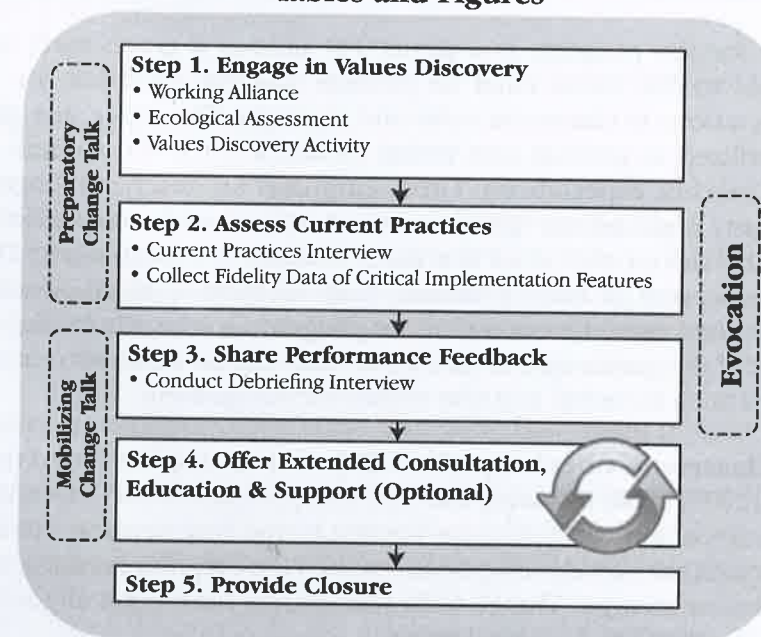 Tables and Figures
Preparatory
Change Talk
Step 1. Engage in Values Discovery
• Working Alliance
• Ecological Assessment
• Values Discovery Activity
Step 2. Assess Current Practices
• Current Practices Interview
• Collect Fidelity Data of Critical Implementation Features
Evocation
Mobilizing
Change Talk
Step 3. Share Performance Feedback
• Conduct Debriefing Interview
Step 4. Offer Extended Consultation,
Education & Support (Optional)
Step 5. Provide Closure